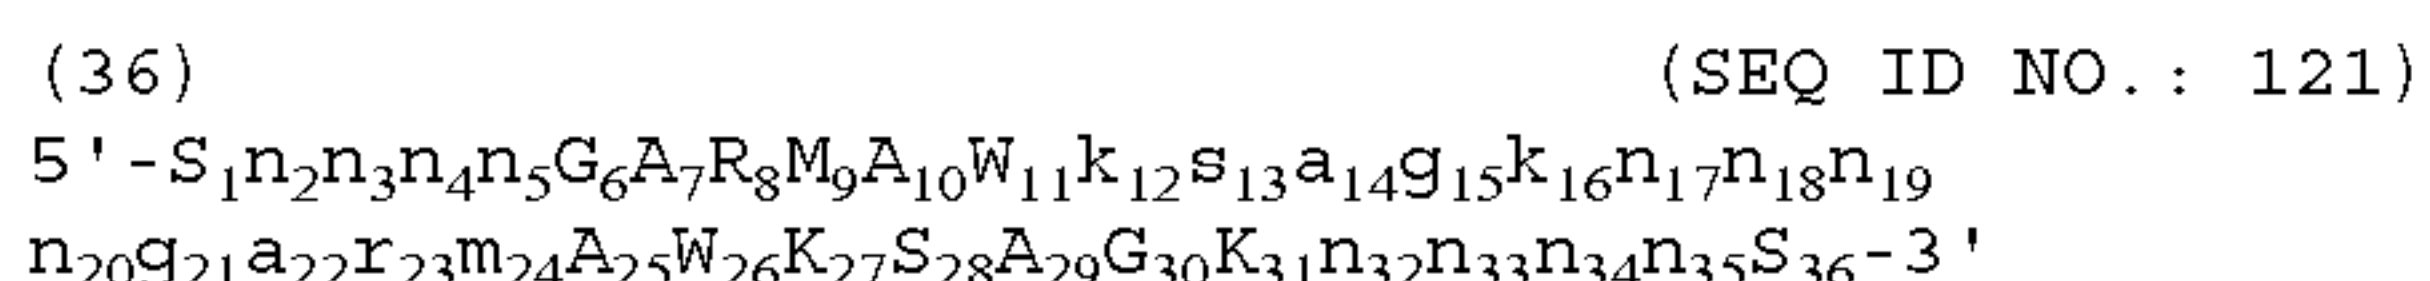 (36) (SEQ ID NO.: 121)
5'-S₁n₂n₃n₄n₅G₆A₇R₈M₉A₁₀W₁₁k₁₂s₁₃a₁₄g₁₅k₁₆n₁₇n₁₈n₁₉
n₂₀g₂₁a₂₂r₂₃m₂₄A₂₅W₂₆K₂₇S₂₈A₂₉G₃₀K₃₁n₃₂n₃₃n₃₄n₃₅S₃₆-3'